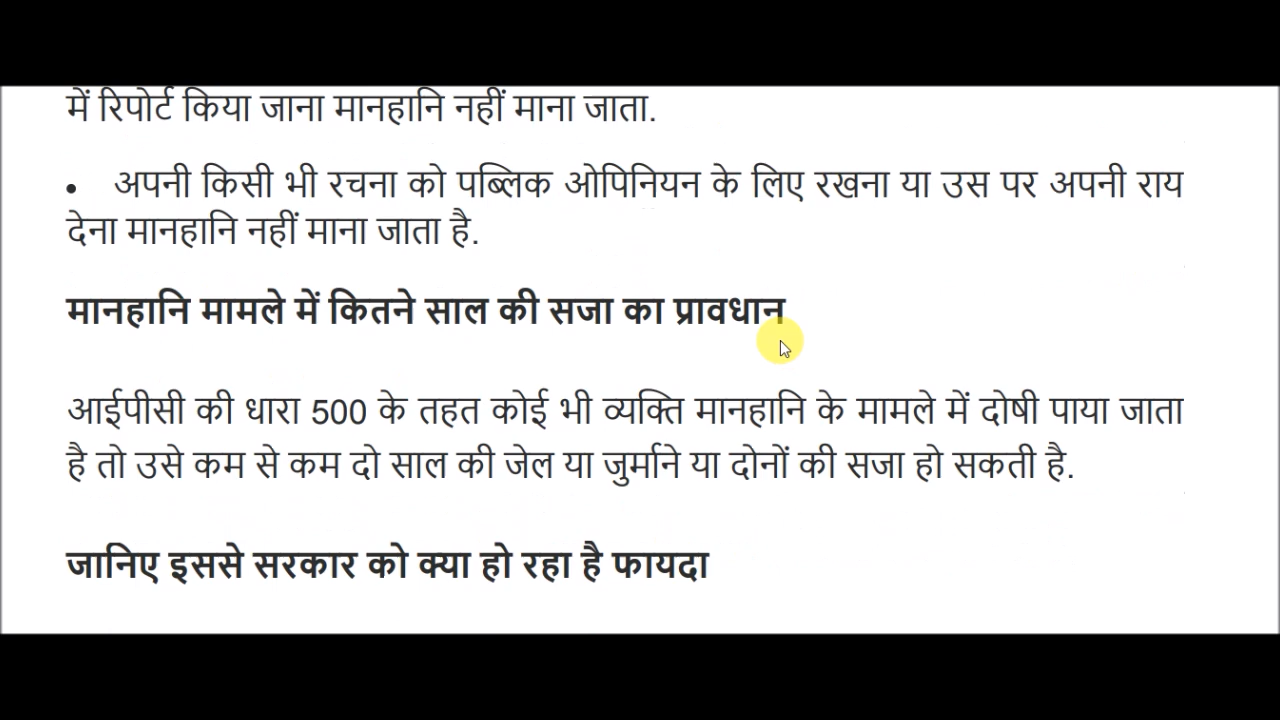 में रिपोर्ट किया जाना मानहानि नहीं माना जाता.
• अपनी किसी भी रचना को पब्लिक ओपिनियन के लिए रखना या उस पर अपनी राय
देना मानहानि नहीं माना जाता है.
मानहानि मामले में कितने साल की सजा का प्रावधान
आईपीसी की धारा 500 के तहत कोई भी व्यक्ति मानहानि के मामले में दोषी पाया जाता
है तो उसे कम से कम दो साल की जेल या जुर्माने या दोनों की सजा हो सकती है.
जानिए इससे सरकार को क्या हो रहा है फायदा